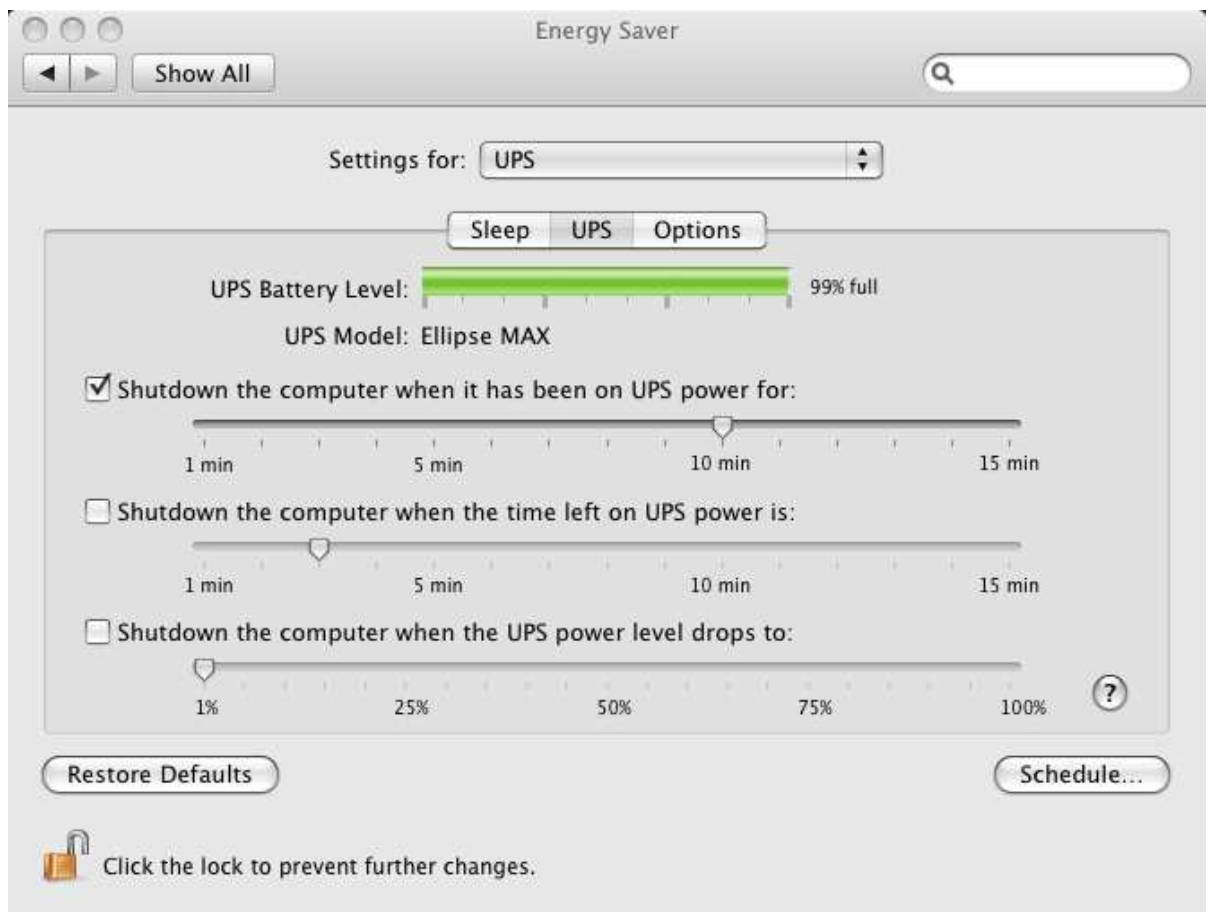 Energy Saver
Show All
Settings for: UPS
Sleep UPS Options
UPS Battery Level: 99% full
UPS Model: Ellipse MAX
Shutdown the computer when it has been on UPS power for:
1 min 5 min 10 min 15 min
Shutdown the computer when the time left on UPS power is:
1 min 5 min 10 min 15 min
Shutdown the computer when the UPS power level drops to:
1% 25% 50% 75% 100%
?
Restore Defaults Schedule...
Click the lock to prevent further changes.